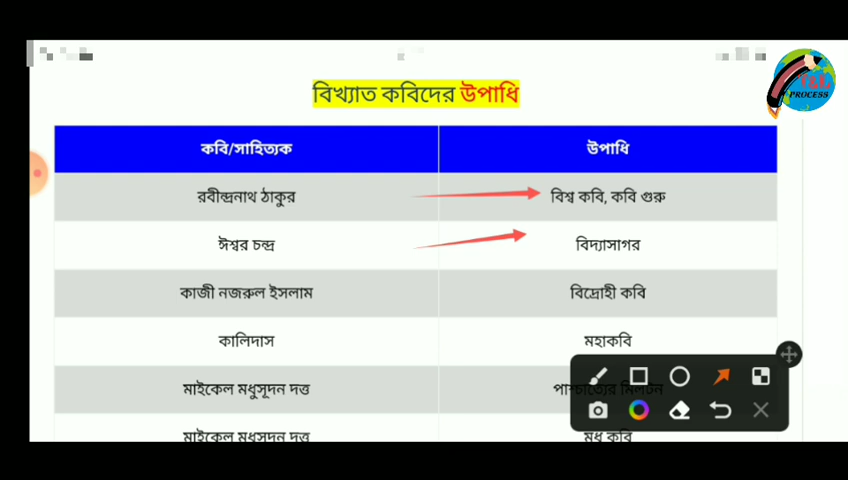 বিখ্যাত কবিদের উপাধি
PROCESS
কবি/সাহিত্যক উপাধি
রবীন্দ্রনাথ ঠাকুর বিশ্ব কবি, কবি গুরু
ঈশ্বর চন্দ্র বিদ্যাসাগর
কাজী নজরুল ইসলাম বিদ্রোহী কবি
কালিদাস মহাকবি
মাইকেল মধুসূদন দত্ত পাশ্চাত্যের মিলটন
মাইকেল মধুসূদন দত্ত মধু কবি